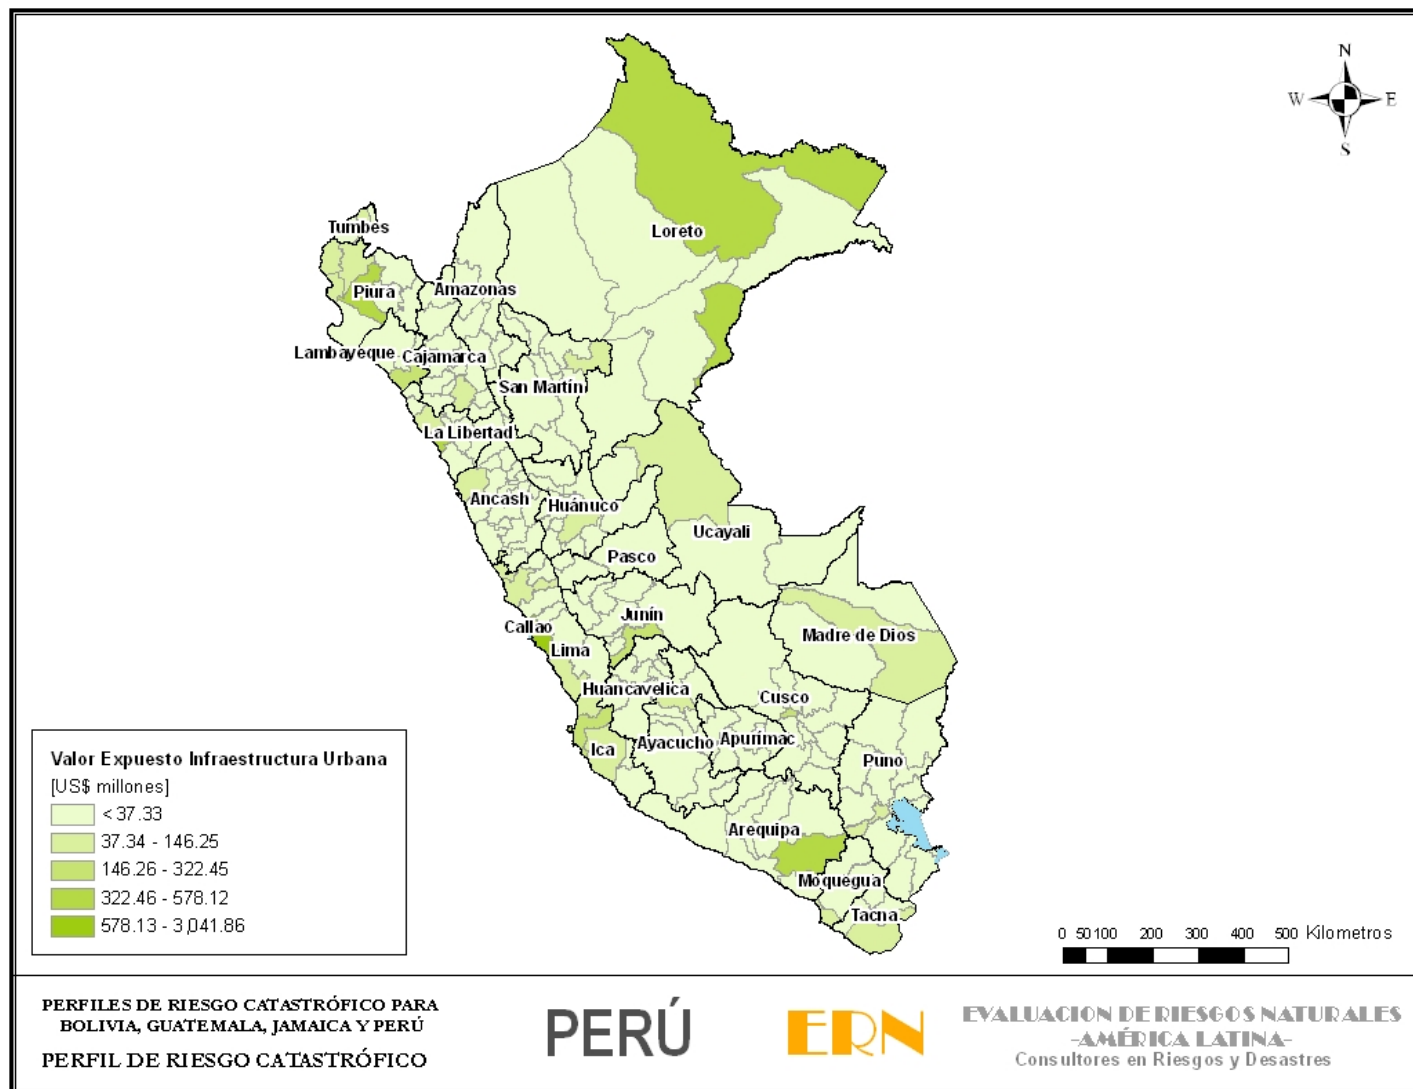 N
W E
S
Tumbes
Loreto
Piura
Amazonas
Lambayeque
Cajamarca
San Martín
La Libertad
Ancash
Huánuco
Ucayali
Pasco
Junín
Callao
Madre de Dios
Lima
Huancavelica
Cusco
Ica
Ayacucho
Apurímac
Puno
Arequipa
Moquegua
Tacna
Valor Expuesto Infraestructura Urbana
[US$ millones]
< 37.33
37.34 - 146.25
146.26 - 322.45
322.46 - 578.12
578.13 - 3,041.86
0 50 100 200 300 400 500 Kilometros
PERFILES DE RIESGO CATASTRÓFICO PARA
BOLIVIA, GUATEMALA, JAMAICA Y PERÚ
PERFIL DE RIESGO CATASTRÓFICO
PERÚ
ERN
EVALUACION DE RIESGOS NATURALES
-AMÉRICA LATINA-
Consultores en Riesgos y Desastres